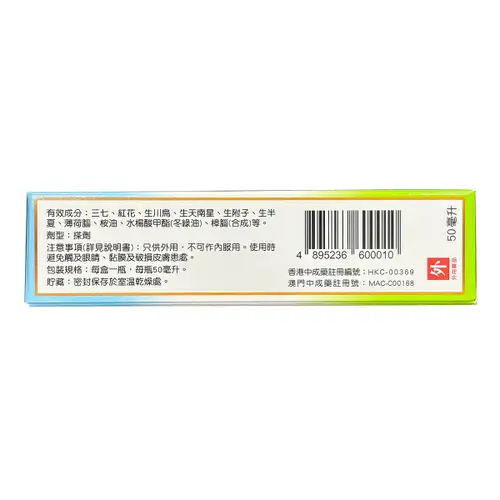 有效成分：三七、紅花、生川烏、生天南星、生附子、生半
夏、薄荷腦、桉油、水楊酸甲酯(冬綠油)、樟腦(合成)等。
劑型：搽劑
注意事項(詳見說明書)：只供外用，不可作內服用。使用時
避免觸及眼睛、黏膜及破損皮膚患處。
包裝規格：每盒一瓶，每瓶50毫升。
貯藏：密封保存於室溫乾燥處。
4 895236 600010
香港中成藥註冊編號：HKC-00369
澳門中成藥註冊號：MAC-C00168
50毫升
外
外用藥品